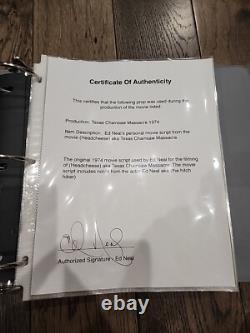 Certificate Of Authenticity
This certifies that the following prop was used during the
production of the movie listed:
Production: Texas Chainsaw Massacre 1974
Item Description: Ed Neal's personal movie script from the
movie (Headcheese) aka Texas Chainsaw Massacre
The original 1974 movie script used by Ed Neal for the filming
of (Headcheese) aka Texas Chainsaw Massacre. The movie
script includes notes from the actor Ed Neal aka (the hitch
hiker)
Ed Neal
Authorized Signature - Ed Neal